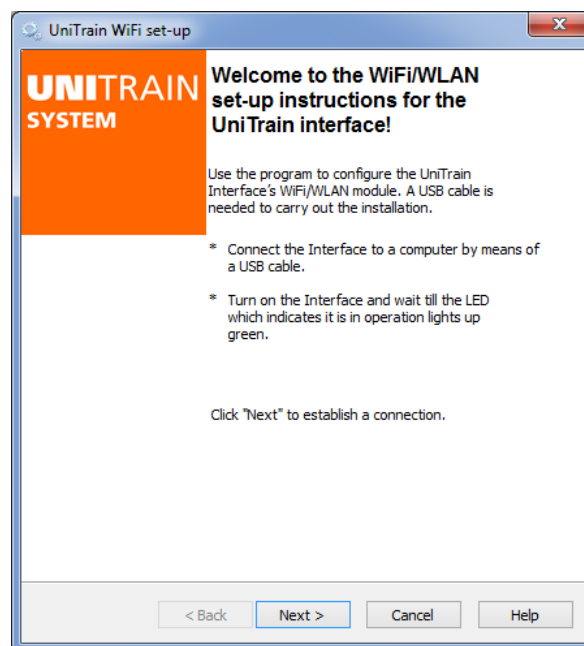 UniTrain WiFi set-up
UNITRAIN
SYSTEM
Welcome to the WiFi/WLAN
set-up instructions for the
UniTrain interface!
Use the program to configure the UniTrain
Interface's WiFi/WLAN module. A USB cable is
needed to carry out the installation.
* Connect the Interface to a computer by means of
a USB cable.
* Turn on the Interface and wait till the LED
which indicates it is in operation lights up
green.
Click "Next" to establish a connection.
< Back Next > Cancel Help